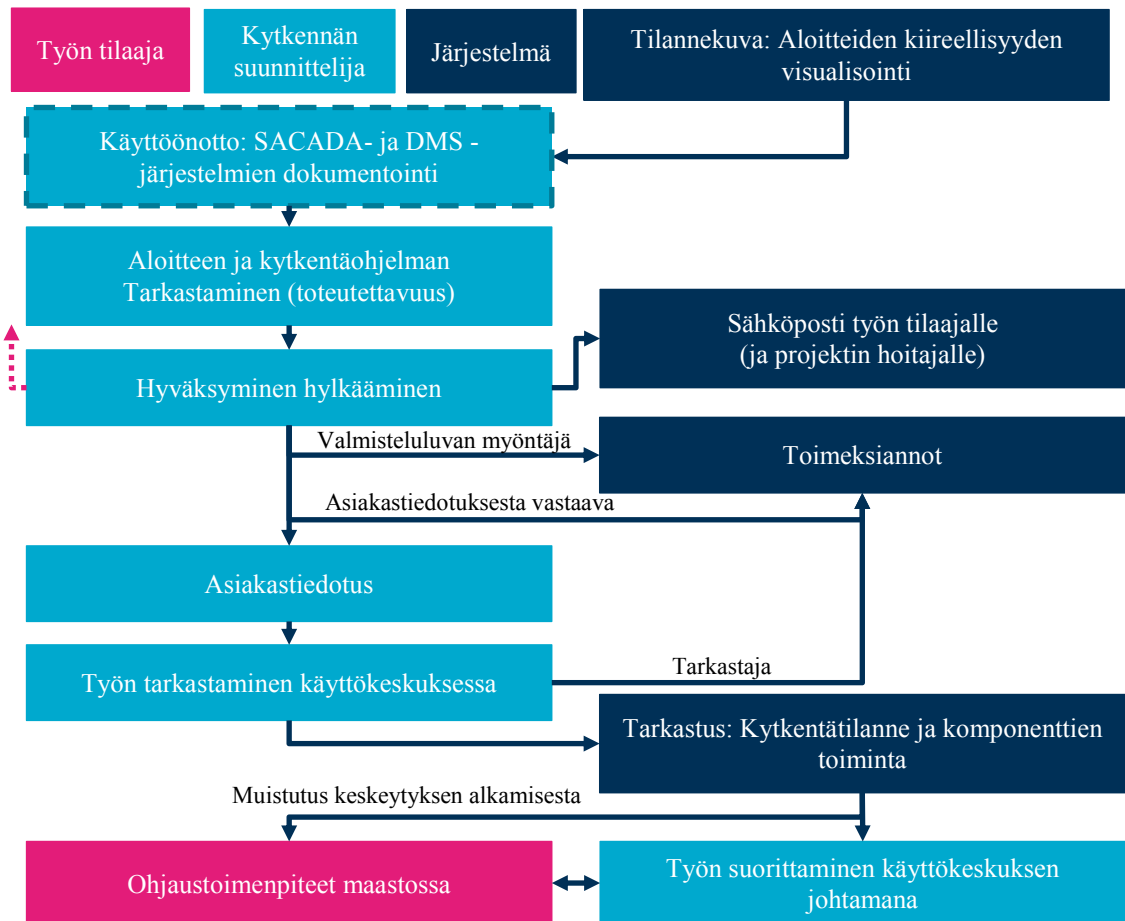 Työn tilaaja
Kytkennän
suunnittelija
Järjestelmä
Tilannekuva: Aloitteiden kiireellisyyden
visualisointi
Käyttöönotto: SACADA- ja DMS -
järjestelmien dokumentointi
Aloitteen ja kytkentäohjelman
Tarkastaminen (toteutettavuus)
Sähköposti työn tilaajalle
(ja projektin hoitajalle)
Hyväksyminen hylkääminen
Valmisteluluvan myöntäjä
Toimeksiannot
Asiakastiedotuksesta vastaava
Asiakastiedotus
Työn tarkastaminen käyttökeskuksessa
Tarkastaja
Tarkastus: Kytkentätilanne ja komponenttien
toiminta
Muistutus keskeytyksen alkamisesta
Ohjaustoimenpiteet maastossa
Työn suorittaminen käyttökeskuksen
johtamana